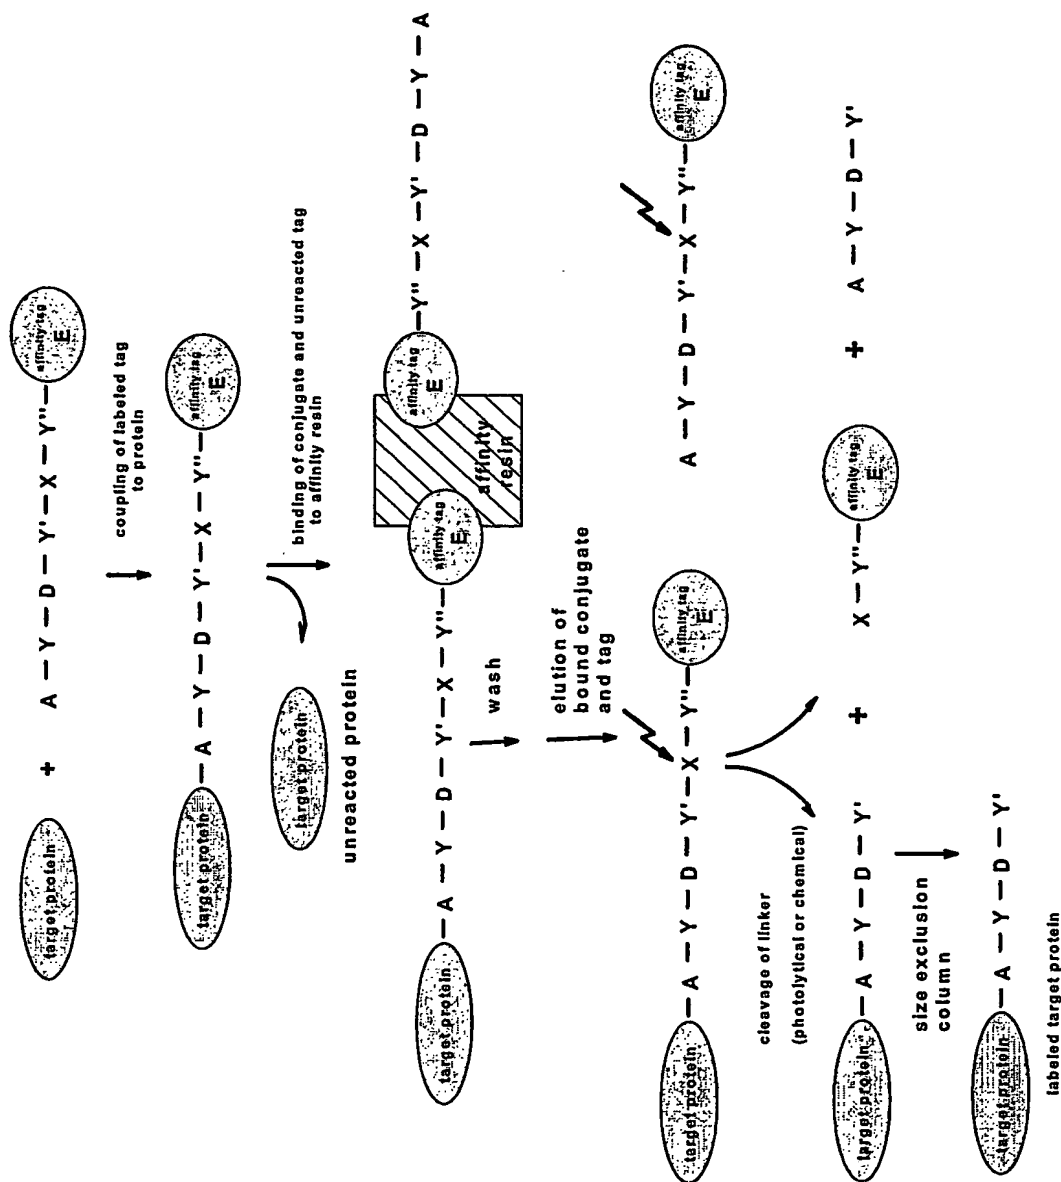 target protein + A — Y — D — Y' — X — Y'' — affinity tag E
coupling of labeled tag
to protein
target protein — A — Y — D — Y' — X — Y'' — affinity tag E
binding of conjugate and unreacted tag
to affinity resin
target protein
unreacted protein
target protein — A — Y — D — Y' — X — Y'' — affinity tag E
affinity
resin
affinity tag E — Y'' — X — Y' — D — Y — A
wash
elution of
bound conjugate
and tag
target protein — A — Y — D — Y' — X — Y'' — affinity tag E
A — Y — D — Y' — X — Y'' — affinity tag E
cleavage of linker
(photolytical or chemical)
target protein — A — Y — D — Y' + X — Y'' — affinity tag E + A — Y — D — Y'
size exclusion
column
target protein — A — Y — D — Y'
labeled target protein